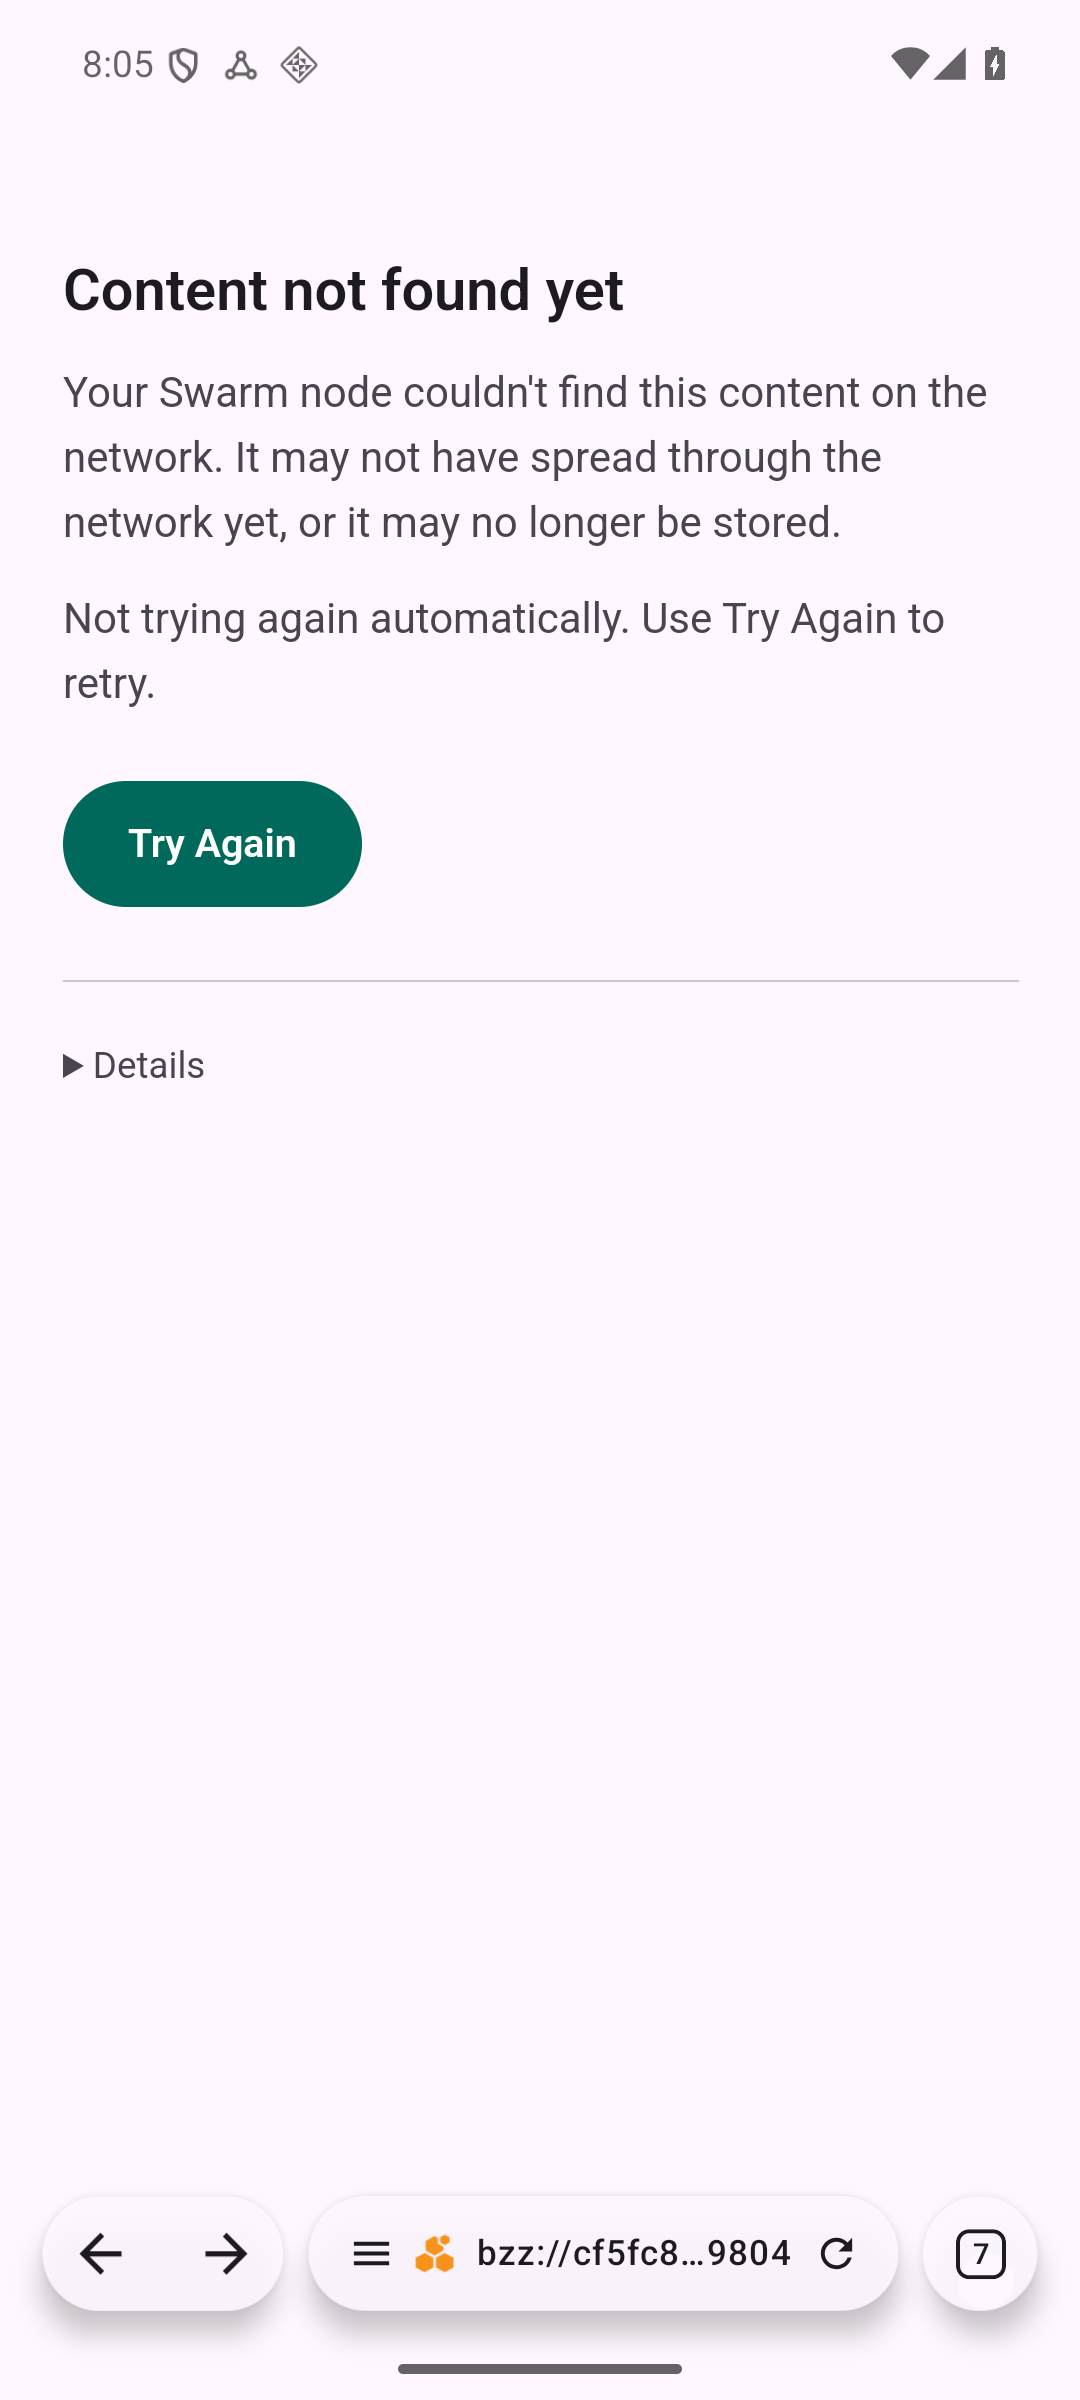 8:05
Content not found yet
Your Swarm node couldn't find this content on the
network. It may not have spread through the
network yet, or it may no longer be stored.
Not trying again automatically. Use Try Again to
retry.
Try Again
Details
bzz://cf5fc8…9804
7